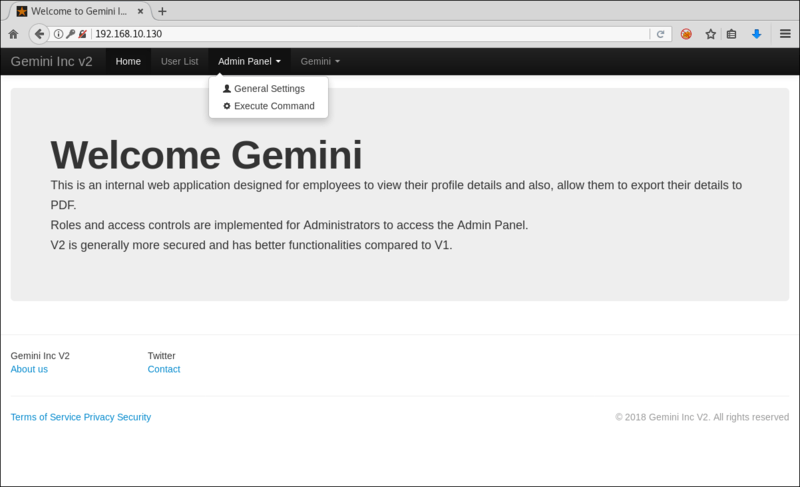 Welcome to Gemini I...
192.168.10.130
Gemini Inc v2 Home User List Admin Panel Gemini
General Settings
Execute Command
Welcome Gemini
This is an internal web application designed for employees to view their profile details and also, allow them to export their details to
PDF.
Roles and access controls are implemented for Administrators to access the Admin Panel.
V2 is generally more secured and has better functionalities compared to V1.
Gemini Inc V2 Twitter
About us Contact
Terms of Service Privacy Security © 2018 Gemini Inc V2. All rights reserved